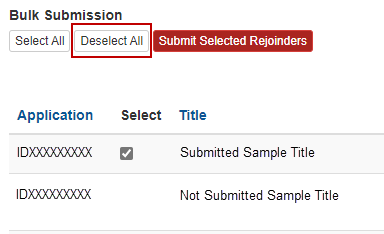 Bulk Submission
Select All Deselect All Submit Selected Rejoinders
Application Select Title
IDXXXXXXXXX Submitted Sample Title
IDXXXXXXXXX Not Submitted Sample Title